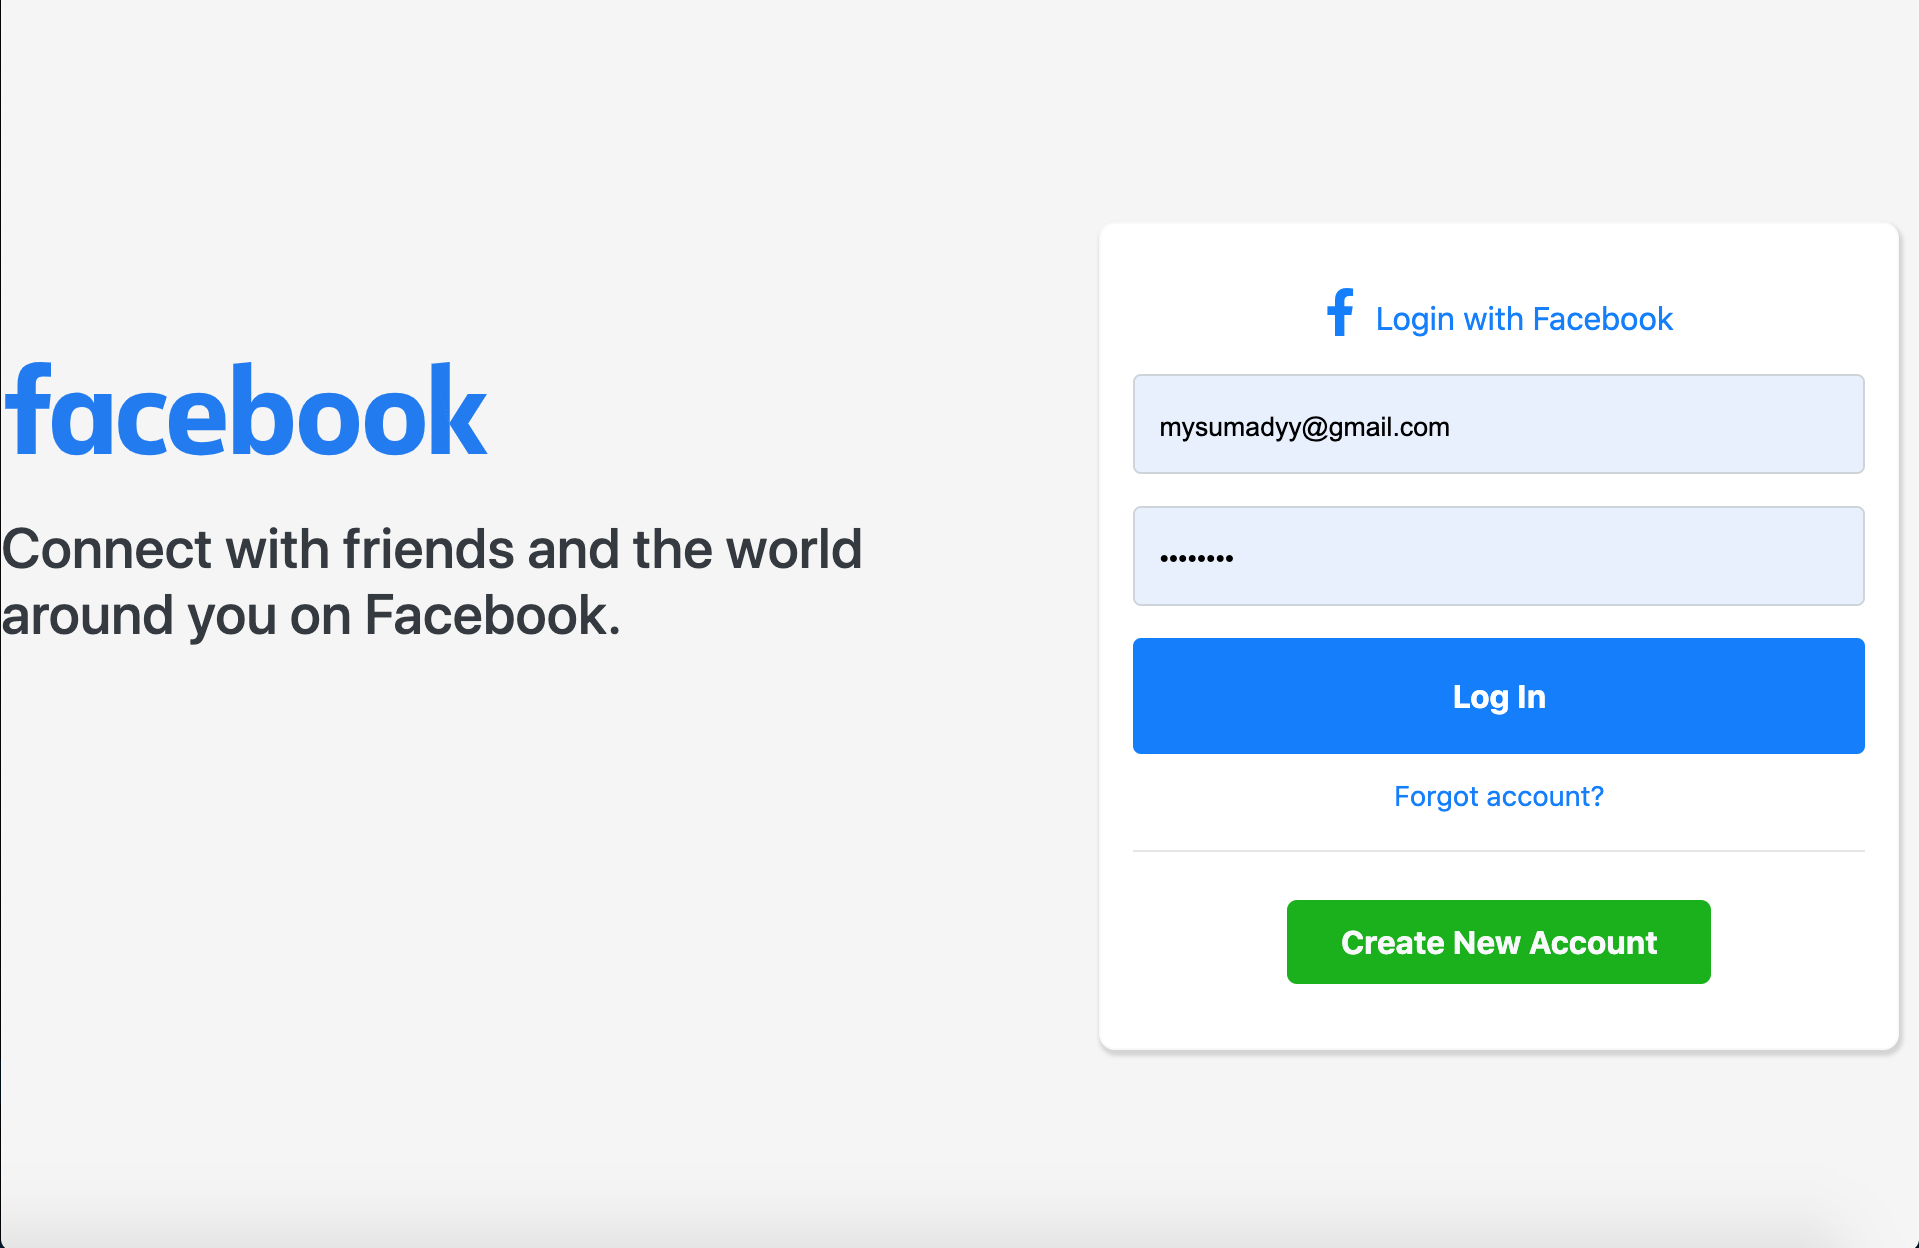 facebook
Connect with friends and the world
around you on Facebook.
f Login with Facebook
mysumadyy@gmail.com
••••••••
Log In
Forgot account?
Create New Account